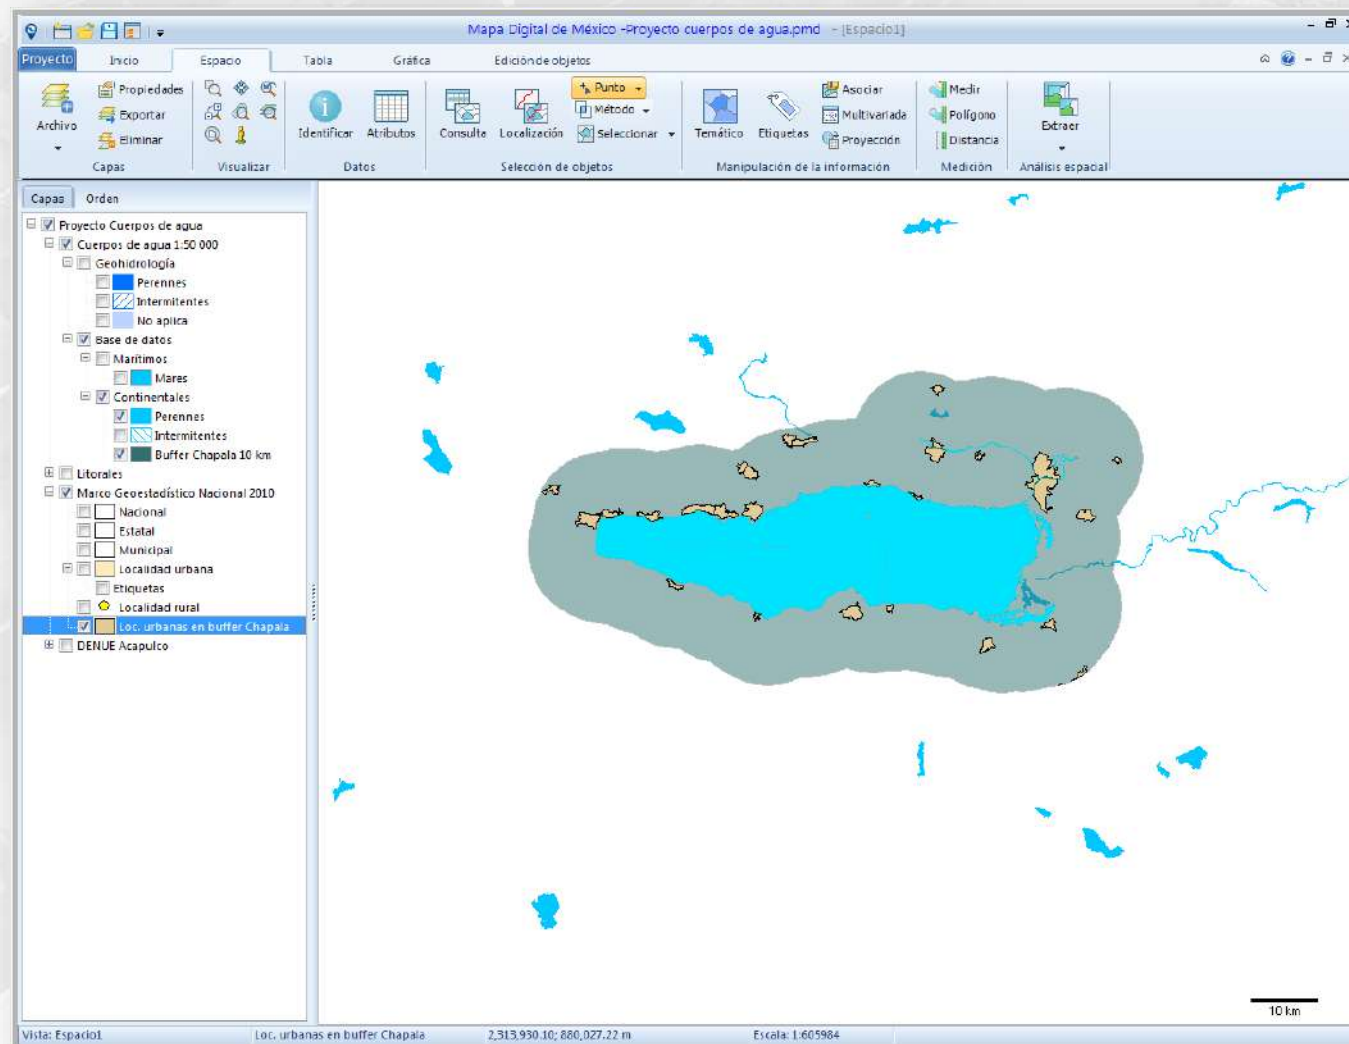 Mapa Digital de México -Proyecto cuerpos de agua.pmd - [Espacio1]
Proyecto Inicio Espacio Tabla Gráfica Edición de objetos
Archivo
Propiedades
Exportar
Eliminar
Capas
Visualizar
Identificar Atributos
Datos
Consulta Localización
Punto
Método
Seleccionar
Selección de objetos
Temático Etiquetas
Asociar
Multivariada
Proyección
Manipulación de la información
Medir
Polígono
Distancia
Medición
Extraer
Análisis espacial
Capas Orden
Proyecto Cuerpos de agua
Cuerpos de agua 1:50 000
Geohidrología
Perennes
Intermitentes
No aplica
Base de datos
Marítimos
Mares
Continentales
Perennes
Intermitentes
Buffer Chapala 10 km
Litorales
Marco Geoestadístico Nacional 2010
Nacional
Estatal
Municipal
Localidad urbana
Etiquetas
Localidad rural
Loc. urbanas en buffer Chapala
DENUE Acapulco
10 km
Vista: Espacio1 Loc. urbanas en buffer Chapala 2,313,930.10; 880,027.22 m Escala: 1:605984